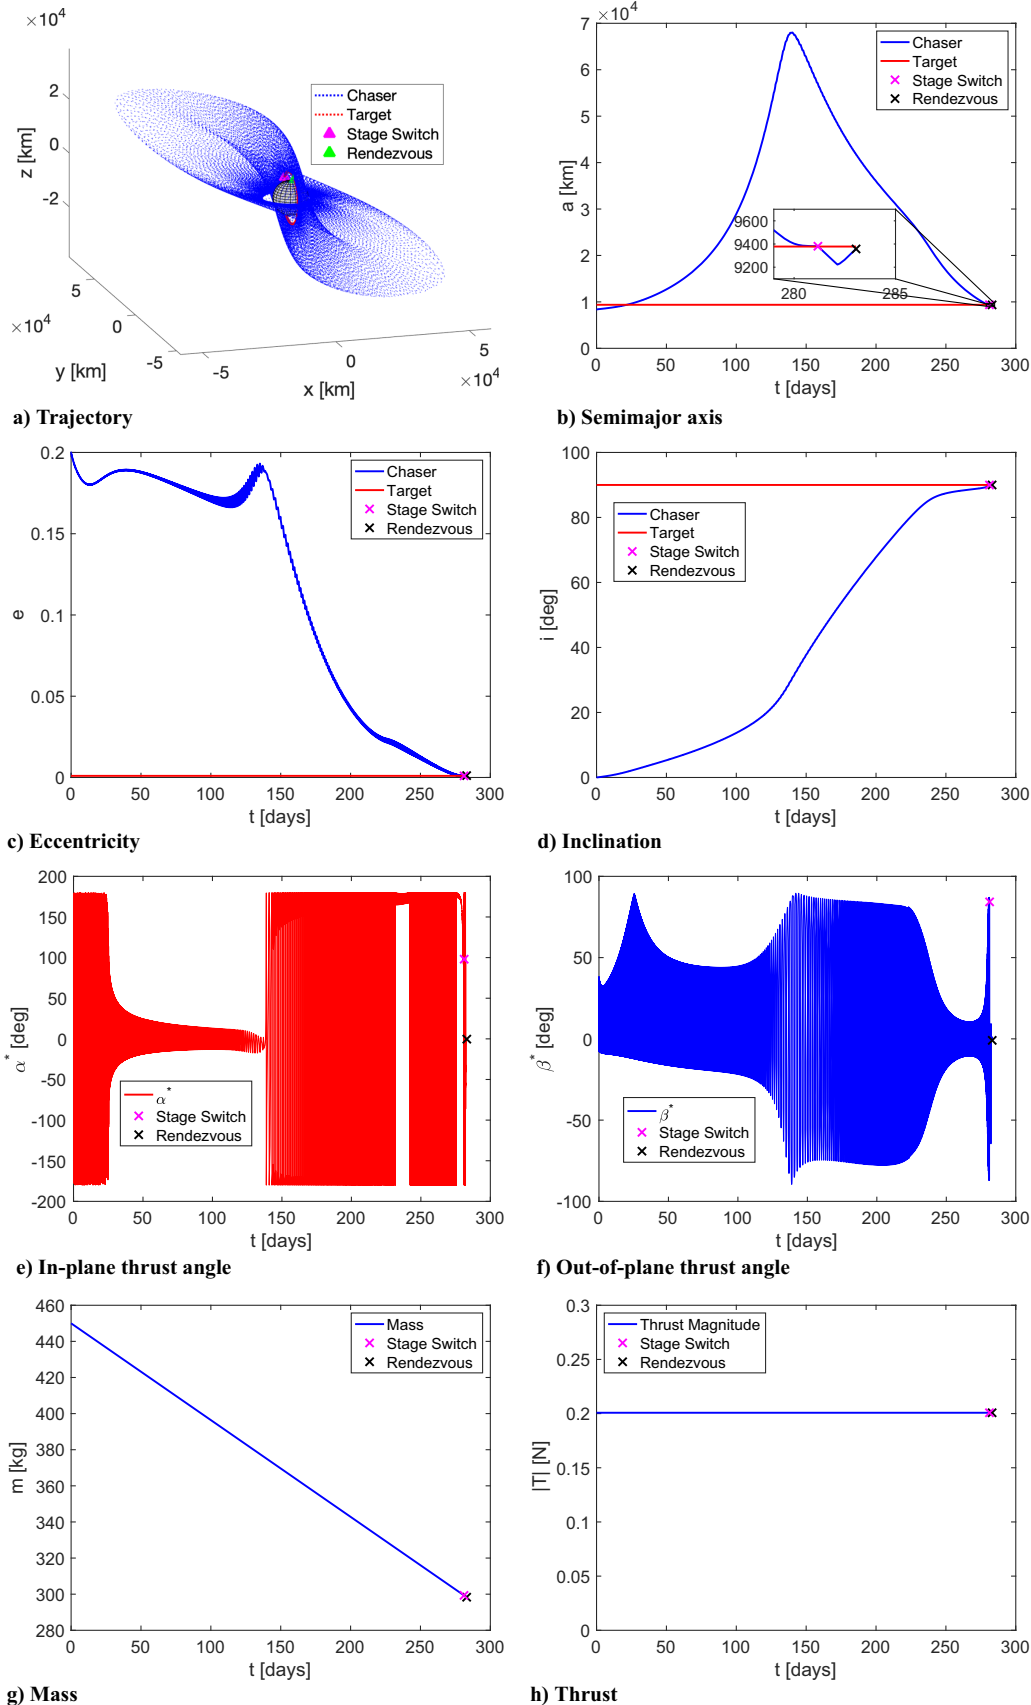 ×10⁴
2
0
-2
z [km]
Chaser
Target
Stage Switch
Rendezvous
5
0
-5
×10⁴
y [km]
-5
0
5
×10⁴
x [km]
a) Trajectory
×10⁴
7
6
5
4
3
2
1
0
a [km]
Chaser
Target
Stage Switch
Rendezvous
9600
9400
9200
280
285
0 50 100 150 200 250 300
t [days]
b) Semimajor axis
0.2
0.15
0.1
0.05
0
e
Chaser
Target
Stage Switch
Rendezvous
0 50 100 150 200 250 300
t [days]
c) Eccentricity
100
80
60
40
20
0
i [deg]
Chaser
Target
Stage Switch
Rendezvous
0 50 100 150 200 250 300
t [days]
d) Inclination
200
150
100
50
0
-50
-100
-150
-200
α* [deg]
α*
Stage Switch
Rendezvous
0 50 100 150 200 250 300
t [days]
e) In-plane thrust angle
100
50
0
-50
-100
β* [deg]
β*
Stage Switch
Rendezvous
0 50 100 150 200 250 300
t [days]
f) Out-of-plane thrust angle
460
440
420
400
380
360
340
320
300
280
m [kg]
Mass
Stage Switch
Rendezvous
0 50 100 150 200 250 300
t [days]
g) Mass
0.3
0.25
0.2
0.15
0.1
0.05
0
|T| [N]
Thrust Magnitude
Stage Switch
Rendezvous
0 50 100 150 200 250 300
t [days]
h) Thrust